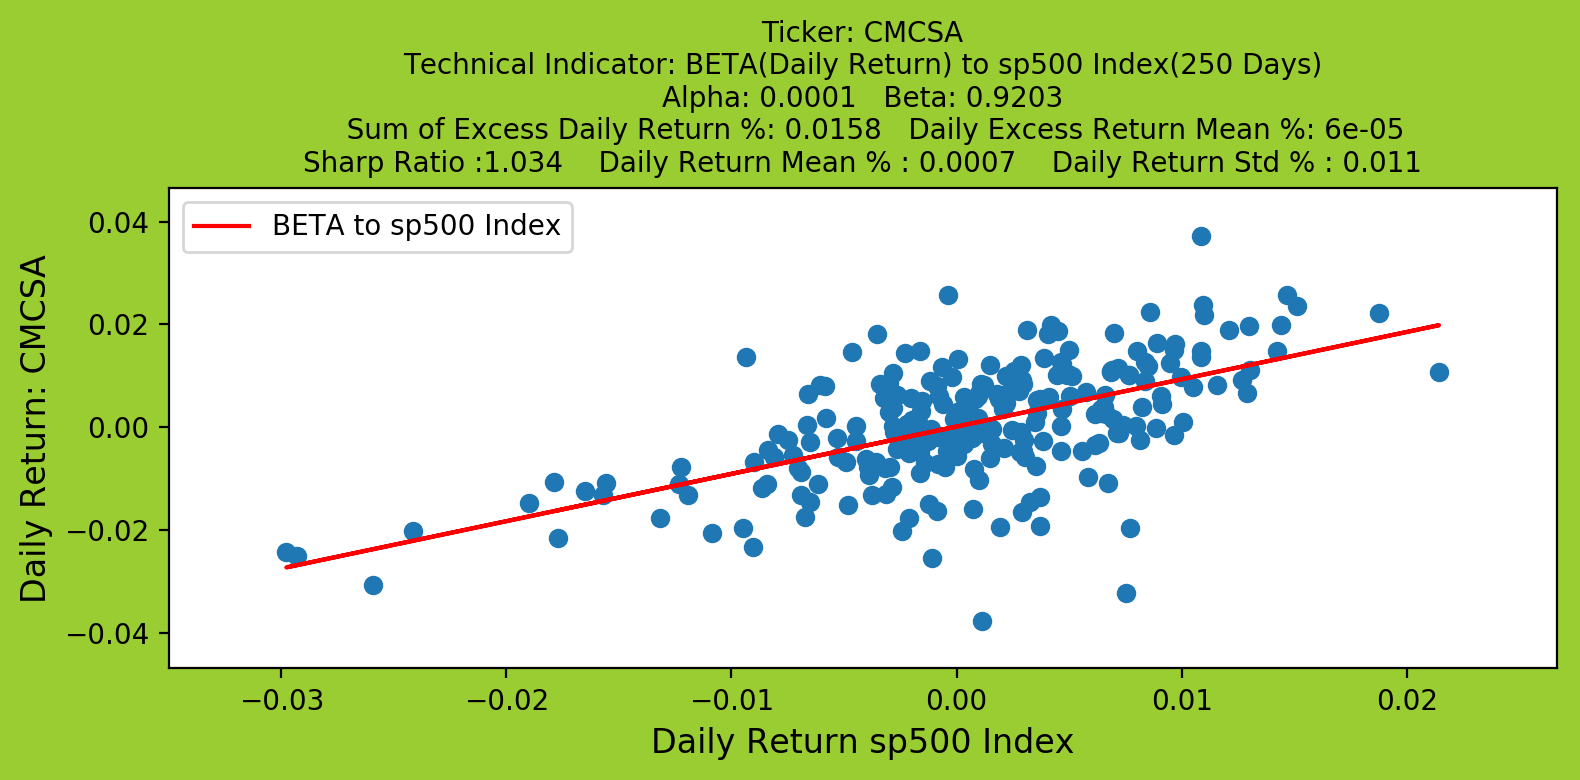 Ticker: CMCSA
Technical Indicator: BETA(Daily Return) to sp500 Index(250 Days)
Alpha: 0.0001   Beta: 0.9203
Sum of Excess Daily Return %: 0.0158   Daily Excess Return Mean %: 6e-05
Sharp Ratio :1.034    Daily Return Mean % : 0.0007    Daily Return Std % : 0.011
BETA to sp500 Index
Daily Return: CMCSA
0.04
0.02
0.00
−0.02
−0.04
−0.03
−0.02
−0.01
0.00
0.01
0.02
Daily Return sp500 Index